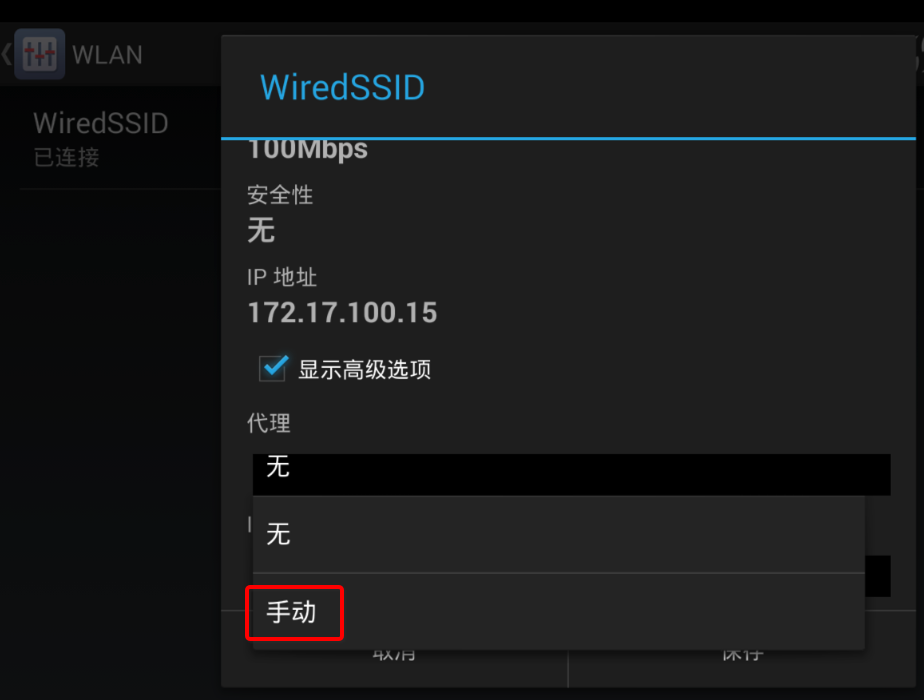 WLAN
WiredSSID
已连接
WiredSSID
100Mbps
安全性
无
IP 地址
172.17.100.15
显示高级选项
代理
无
无
手动
取消
保存